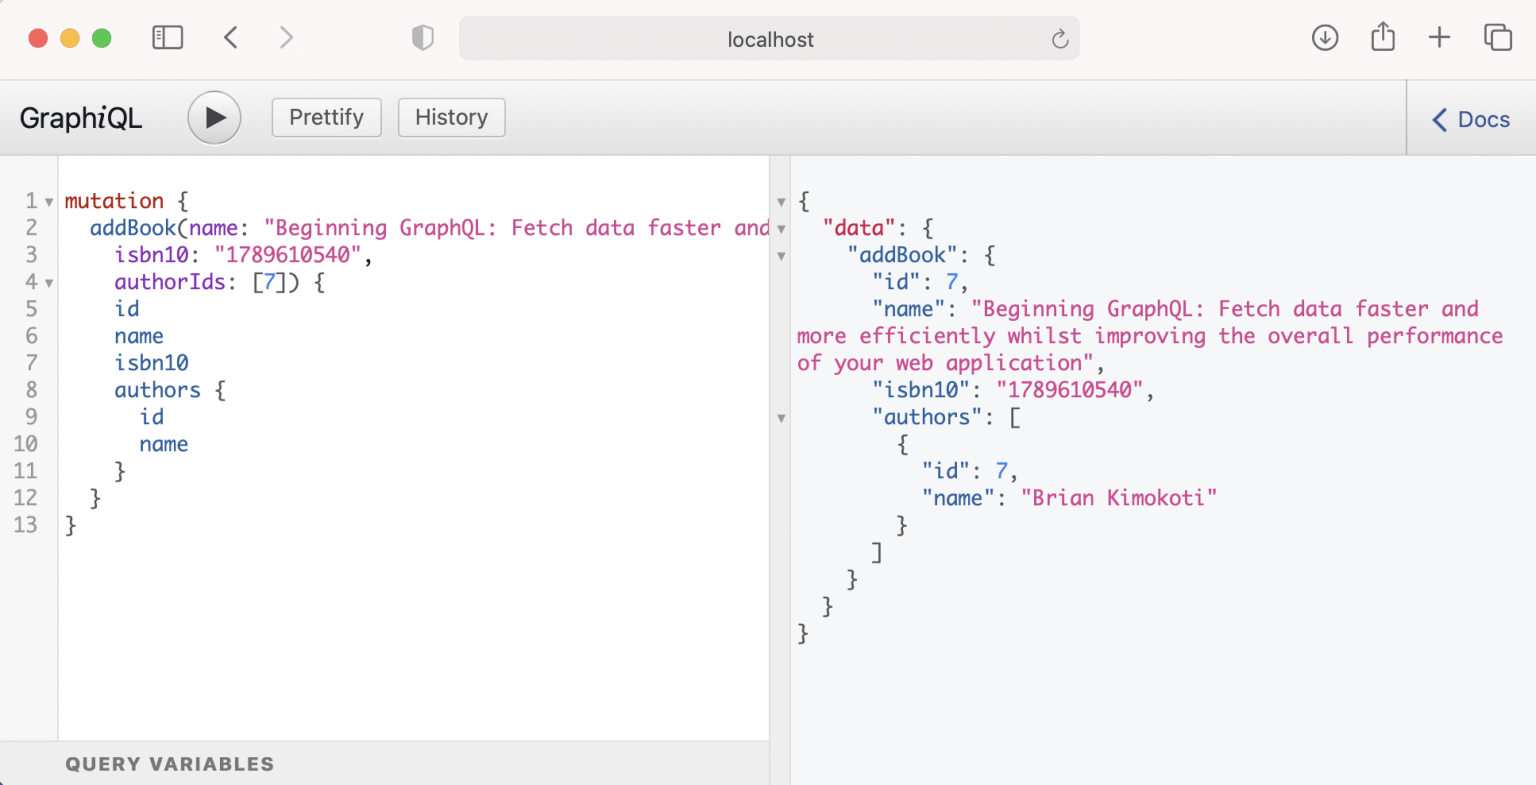 localhost
GraphiQL
Prettify
History
Docs
1 mutation {
2 addBook(name: "Beginning GraphQL: Fetch data faster and
3 isbn10: "1789610540",
4 authorIds: [7]) {
5 id
6 name
7 isbn10
8 authors {
9 id
10 name
11 }
12 }
13 }
QUERY VARIABLES
{
"data": {
"addBook": {
"id": 7,
"name": "Beginning GraphQL: Fetch data faster and
more efficiently whilst improving the overall performance
of your web application",
"isbn10": "1789610540",
"authors": [
{
"id": 7,
"name": "Brian Kimokoti"
}
]
}
}
}